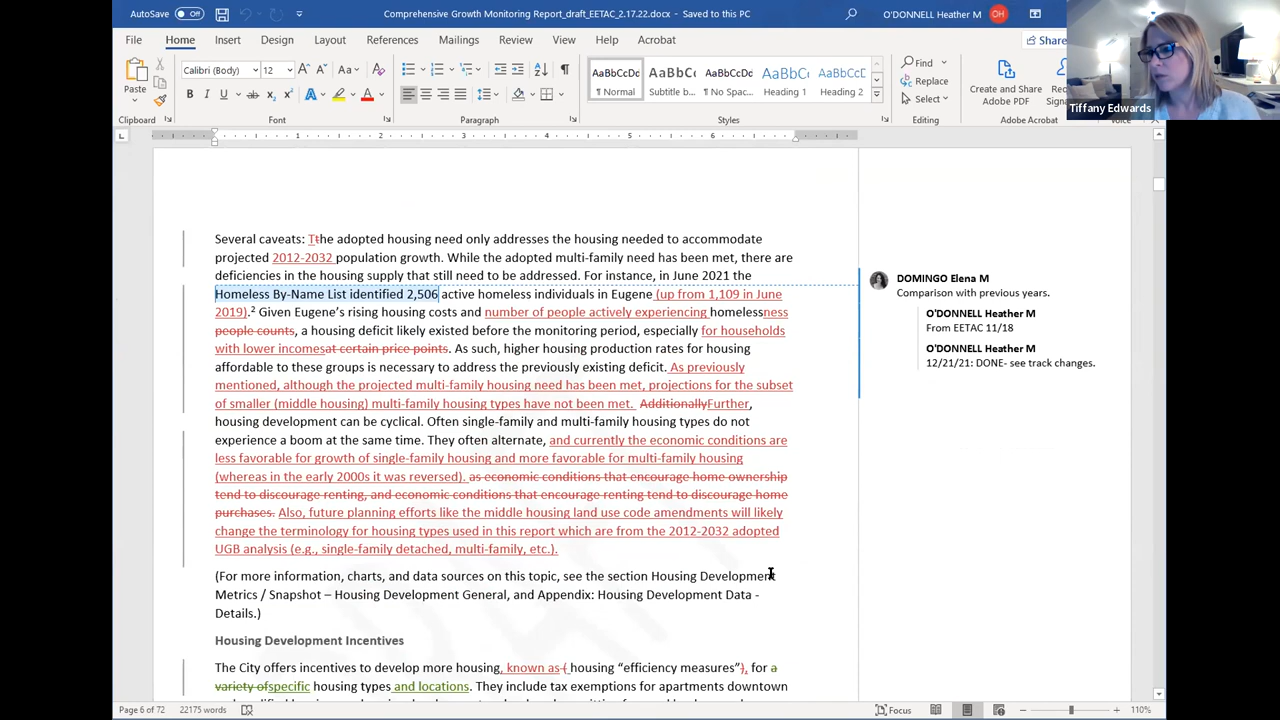 AutoSave Off Comprehensive Growth Monitoring Report_draft_EETAC_2.17.22.docx - Saved to this PC O'DONNELL Heather M OH
File Home Insert Design Layout References Mailings Review View Help Acrobat Share
Tiffany Edwards
Paste
Calibri (Body) 12
B I U ab x₂ x²
AaBbCcDd AaBbCcD AaBbCcDd AaBbCc AaBbCcD
¶ Normal Subtitle b... ¶ No Spac... Heading 1 Heading 2
Find
Replace
Select
Create and Share
Adobe PDF
Clipboard Font Paragraph Styles Editing Adobe Acrobat Voice
Several caveats: Tthe adopted housing need only addresses the housing needed to accommodate
projected 2012-2032 population growth. While the adopted multi-family need has been met, there are
deficiencies in the housing supply that still need to be addressed. For instance, in June 2021 the
Homeless By-Name List identified 2,506 active homeless individuals in Eugene (up from 1,109 in June
2019).² Given Eugene's rising housing costs and number of people actively experiencing homelessness
people counts, a housing deficit likely existed before the monitoring period, especially for households
with lower incomesat certain price points. As such, higher housing production rates for housing
affordable to these groups is necessary to address the previously existing deficit. As previously
mentioned, although the projected multi-family housing need has been met, projections for the subset
of smaller (middle housing) multi-family housing types have not been met. AdditionallyFurther,
housing development can be cyclical. Often single-family and multi-family housing types do not
experience a boom at the same time. They often alternate, and currently the economic conditions are
less favorable for growth of single-family housing and more favorable for multi-family housing
(whereas in the early 2000s it was reversed). as economic conditions that encourage home ownership
tend to discourage renting, and economic conditions that encourage renting tend to discourage home
purchases. Also, future planning efforts like the middle housing land use code amendments will likely
change the terminology for housing types used in this report which are from the 2012-2032 adopted
UGB analysis (e.g., single-family detached, multi-family, etc.).
(For more information, charts, and data sources on this topic, see the section Housing Development
Metrics / Snapshot – Housing Development General, and Appendix: Housing Development Data -
Details.)
Housing Development Incentives
The City offers incentives to develop more housing, known as ( housing "efficiency measures"), for a
variety ofspecific housing types and locations. They include tax exemptions for apartments downtown
DOMINGO Elena M
Comparison with previous years.
O'DONNELL Heather M
From EETAC 11/18
O'DONNELL Heather M
12/21/21: DONE- see track changes.
Page 6 of 72 22175 words Focus 110%